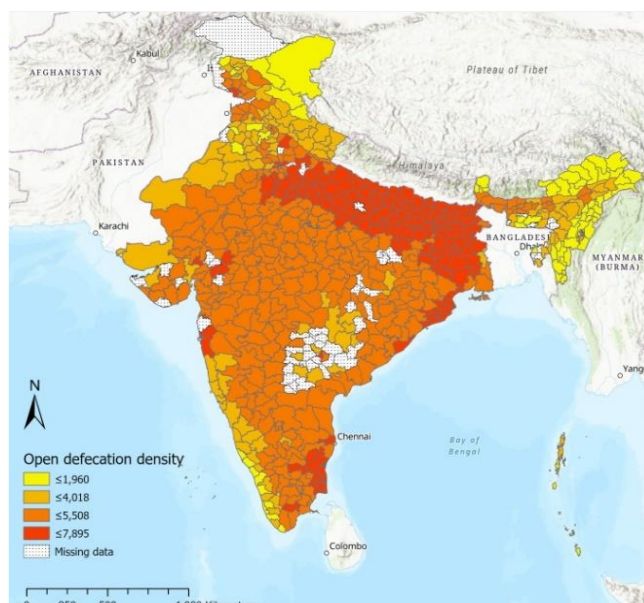 Kabul
AFGHANISTAN
Plateau of Tibet
PAKISTAN
Himalaya
Karachi
BANGLADESH
Dhaka
MYANMAR
(BURMA)
N
Yang
Chennai
Bay of
Bengal
Open defecation density
≤1,960
≤4,018
≤5,508
≤7,895
Missing data
Colombo